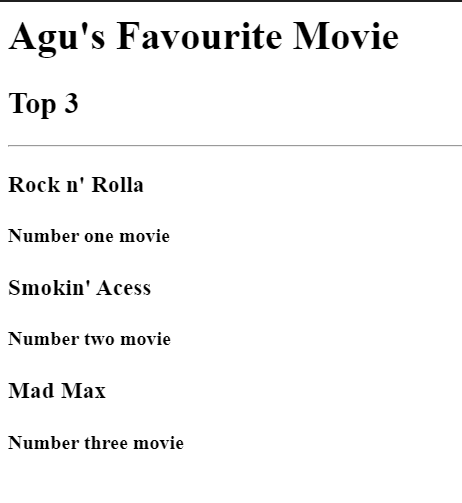 Agu's Favourite Movie
Top 3
Rock n' Rolla
Number one movie
Smokin' Acess
Number two movie
Mad Max
Number three movie